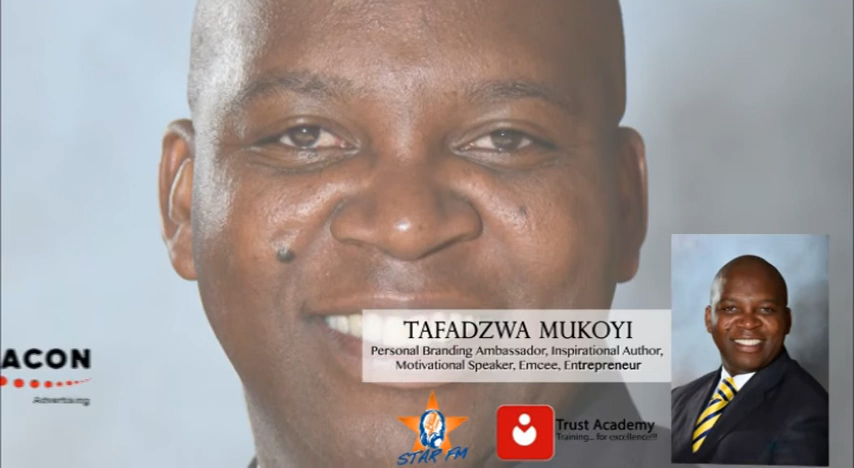 TAFADZWA MUKOYI
Personal Branding Ambassador, Inspirational Author,
Motivational Speaker, Emcee, Entrepreneur
ACON
Advertising
STAR FM
Trust Academy
Training... for excellence!!!